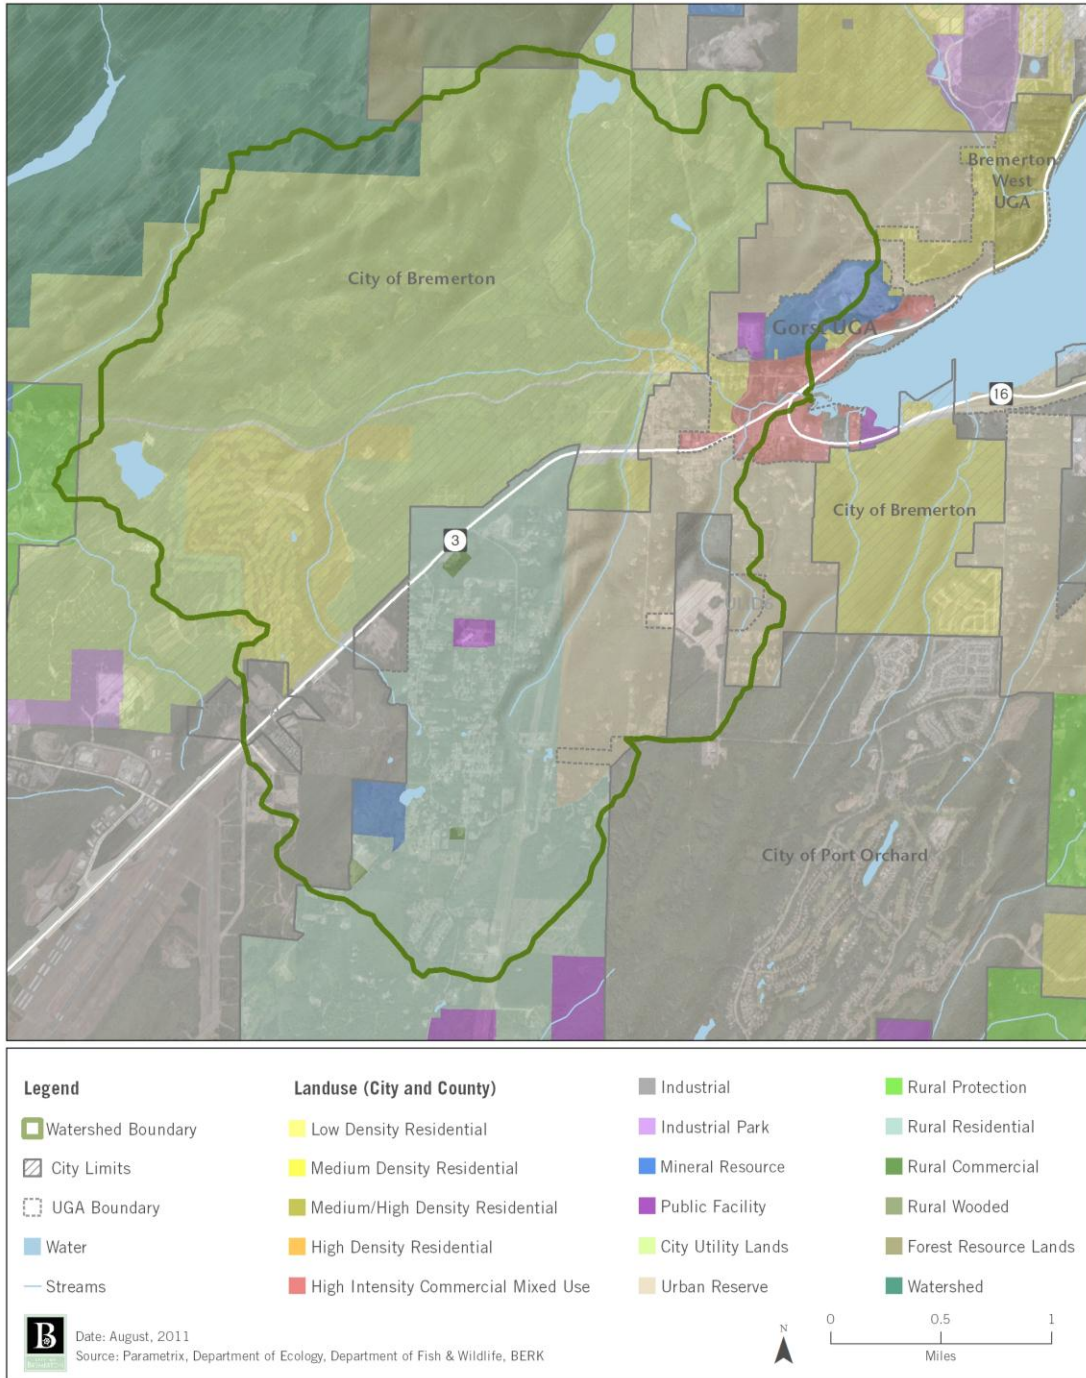 Bremerton
West
UGA
City of Bremerton
Gorst UGA
16
City of Bremerton
3
City of Port Orchard
Legend
Watershed Boundary
City Limits
UGA Boundary
Water
Streams
Landuse (City and County)
Low Density Residential
Medium Density Residential
Medium/High Density Residential
High Density Residential
High Intensity Commercial Mixed Use
Industrial
Industrial Park
Mineral Resource
Public Facility
City Utility Lands
Urban Reserve
Rural Protection
Rural Residential
Rural Commercial
Rural Wooded
Forest Resource Lands
Watershed
B
BREMERTON
Date: August, 2011
Source: Parametrix, Department of Ecology, Department of Fish & Wildlife, BERK
N
0 0.5 1
Miles